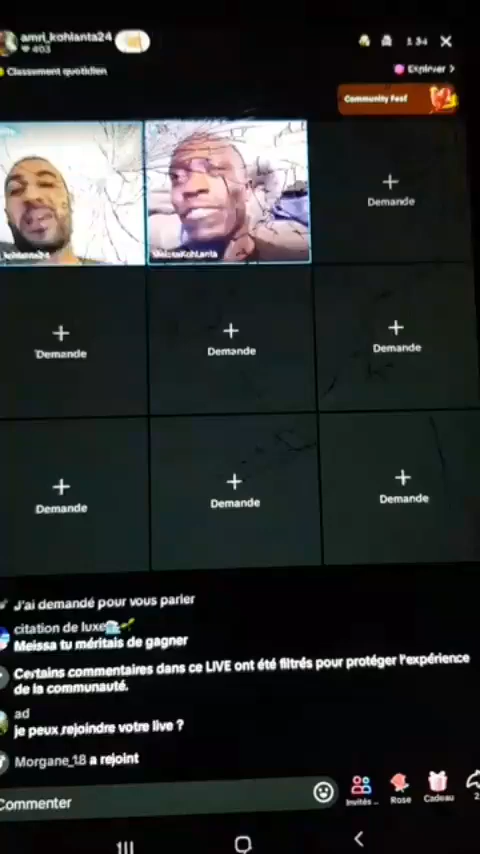 amri_kohlanta24
403
1 34
Classement quotidien
Explorer >
Community Fest
MeissaKohLanta
Demande
Demande
Demande
Demande
Demande
Demande
Demande
J'ai demandé pour vous parler
citation de luxe
Meissa tu méritais de gagner
Certains commentaires dans ce LIVE ont été filtrés pour protéger l'expérience
de la communauté.
ad
je peux rejoindre votre live ?
Morgane_18 a rejoint
Commenter
Invités ..
Rose
Cadeau